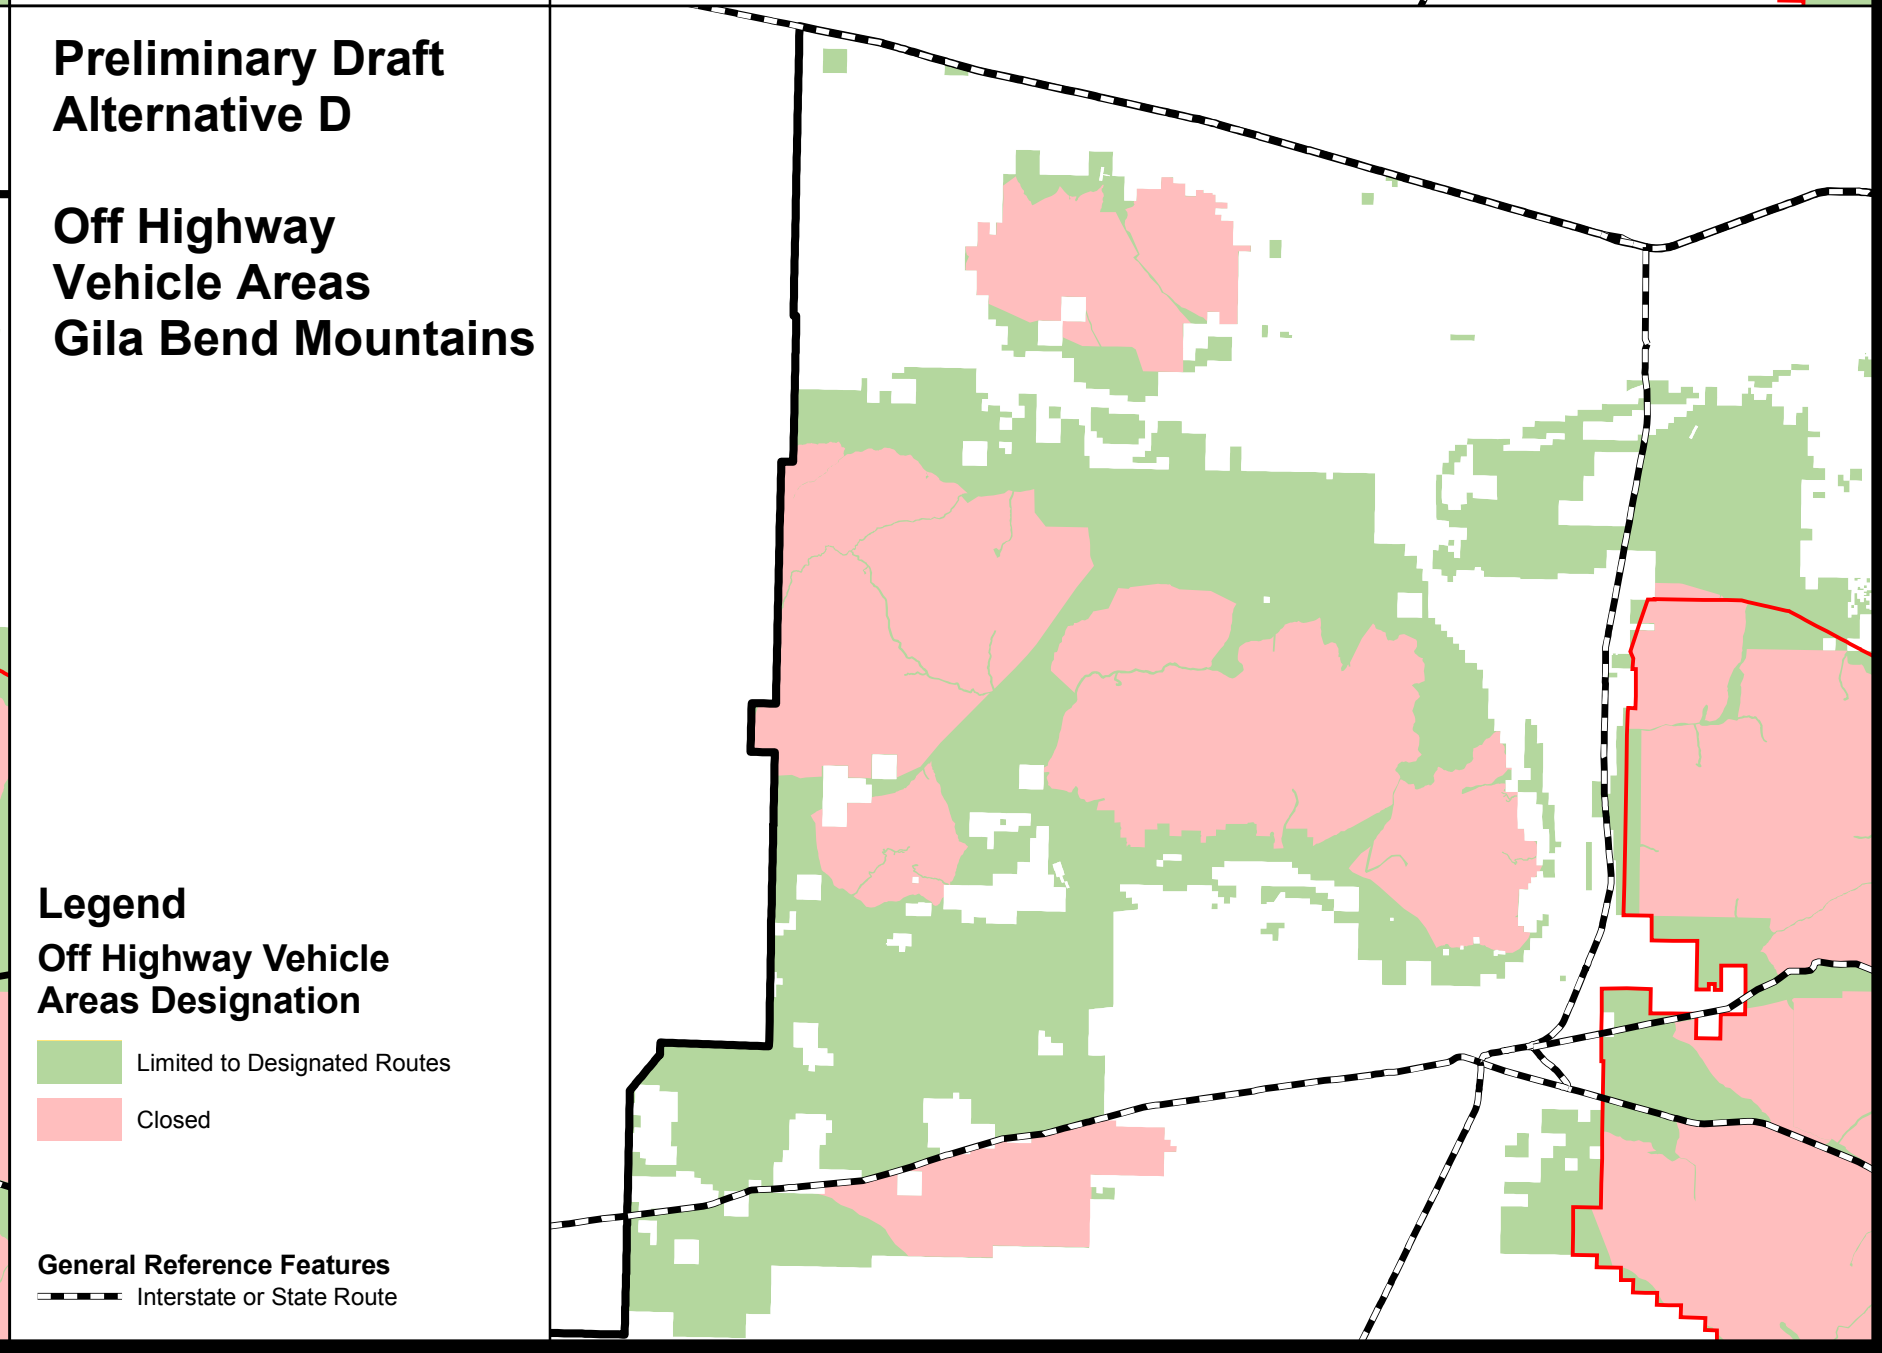 Preliminary Draft
Alternative D
Off Highway
Vehicle Areas
Gila Bend Mountains
Legend
Off Highway Vehicle
Areas Designation
Limited to Designated Routes
Closed
General Reference Features
Interstate or State Route